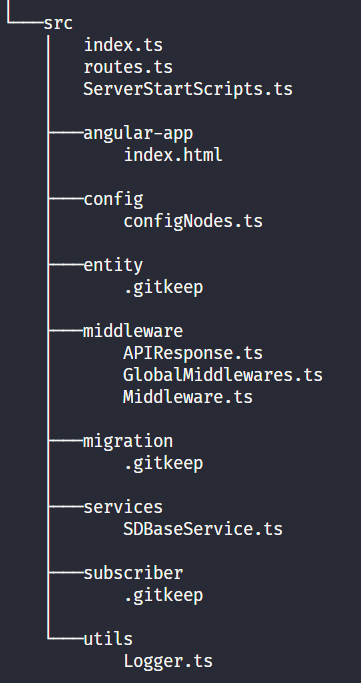 src
index.ts
routes.ts
ServerStartScripts.ts
angular-app
index.html
config
configNodes.ts
entity
.gitkeep
middleware
APIResponse.ts
GlobalMiddlewares.ts
Middleware.ts
migration
.gitkeep
services
SDBaseService.ts
subscriber
.gitkeep
utils
Logger.ts